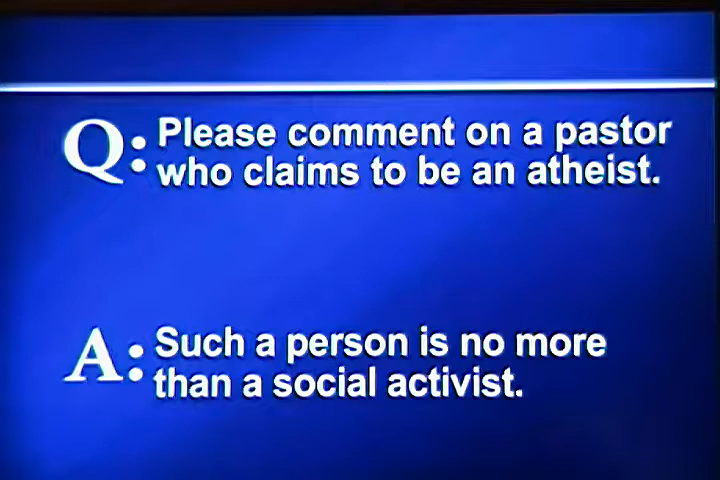 Q: Please comment on a pastor
who claims to be an atheist.
A: Such a person is no more
than a social activist.